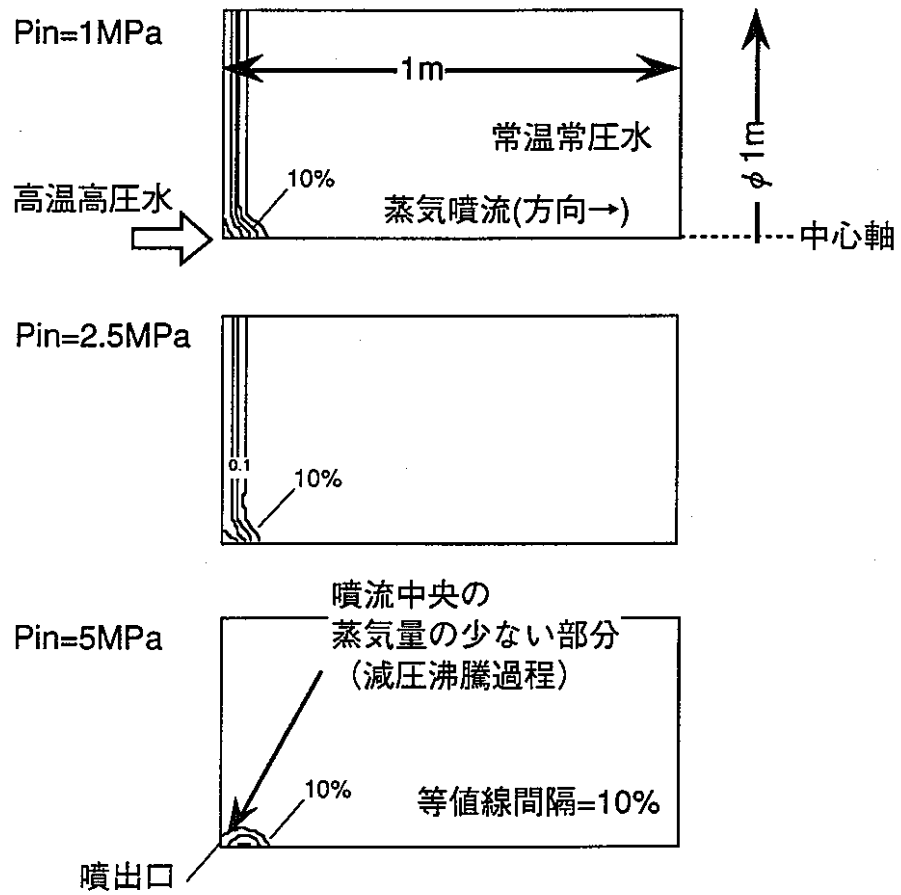 Pin=1MPa
1m
常温常圧水
φ1m
10%
高温高圧水
蒸気噴流(方向→)
中心軸
Pin=2.5MPa
0.1
10%
噴流中央の
蒸気量の少ない部分
(減圧沸騰過程)
Pin=5MPa
10%
等値線間隔=10%
噴出口